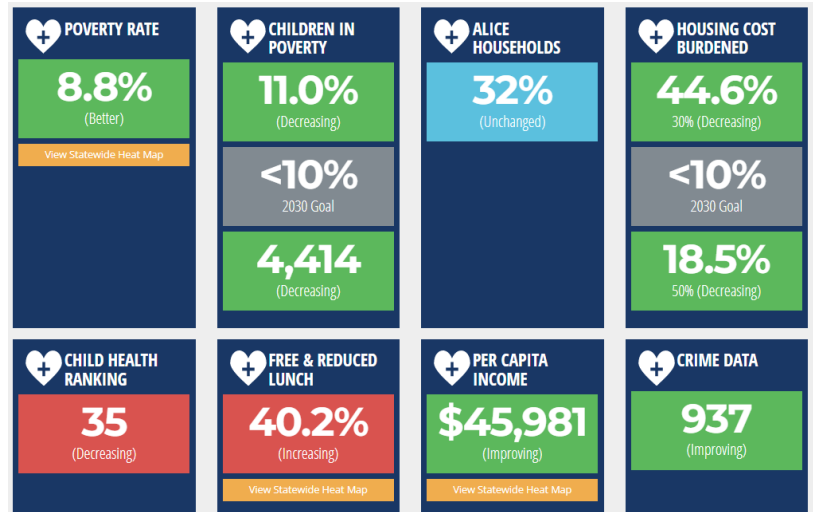 POVERTY RATE
8.8%
(Better)
View Statewide Heat Map
CHILDREN IN
POVERTY
11.0%
(Decreasing)
<10%
2030 Goal
4,414
(Decreasing)
ALICE
HOUSEHOLDS
32%
(Unchanged)
HOUSING COST
BURDENED
44.6%
30% (Decreasing)
<10%
2030 Goal
18.5%
50% (Decreasing)
CHILD HEALTH
RANKING
35
(Decreasing)
FREE & REDUCED
LUNCH
40.2%
(Increasing)
View Statewide Heat Map
PER CAPITA
INCOME
$45,981
(Improving)
View Statewide Heat Map
CRIME DATA
937
(Improving)